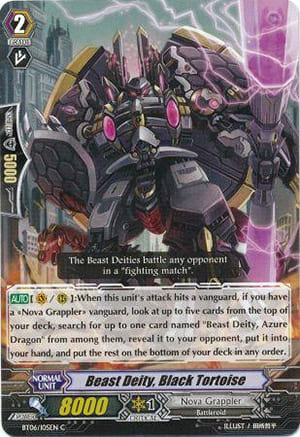 2
5000
The Beast Deities battle any opponent
in a "fighting match".
AUTO :When this unit's attack hits a vanguard, if you have
a «Nova Grappler» vanguard, look at up to five cards from the top of
your deck, search for up to one card named "Beast Deity, Azure
Dragon" from among them, reveal it to your opponent, put it into
your hand, and put the rest on the bottom of your deck in any order.
NORMAL
UNIT
Beast Deity, Black Tortoise
8000
1
CRITICAL
Nova Grappler
Battleroid
BT06/105EN C
ILLUST